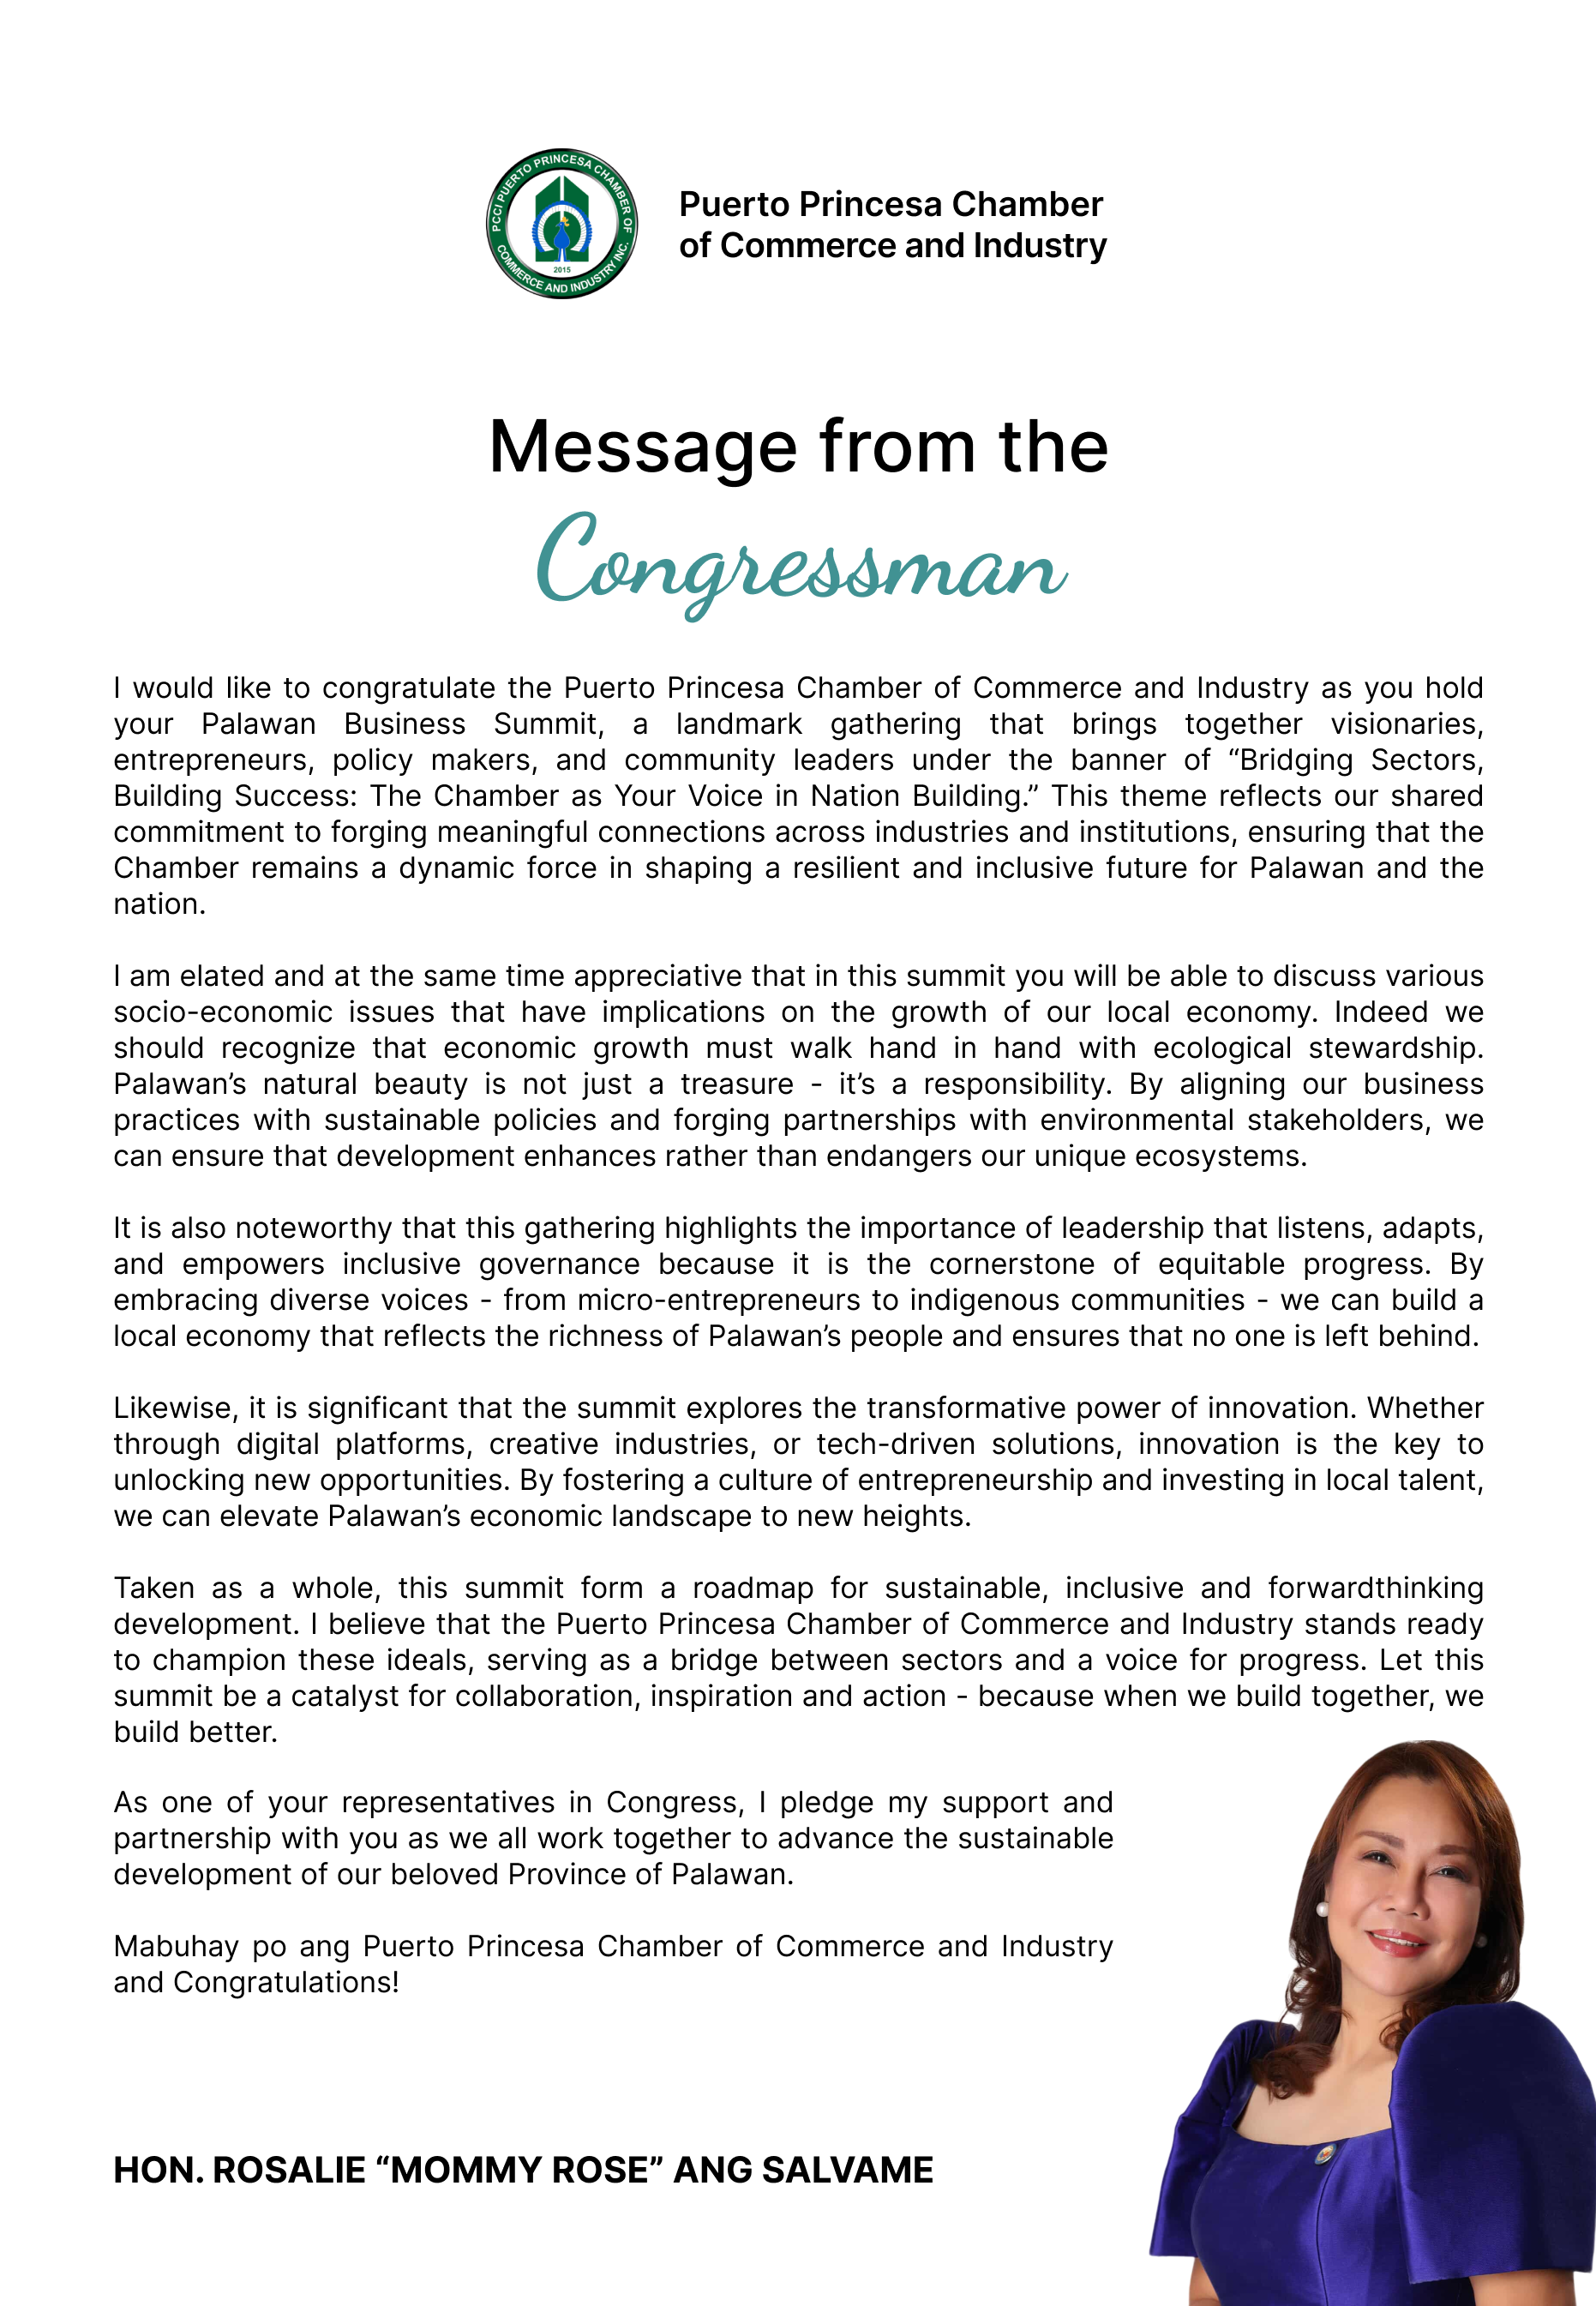 PCCI PUERTO PRINCESA CHAMBER OF
COMMERCE AND INDUSTRY INC.
2015
Puerto Princesa Chamber
of Commerce and Industry
Message from the
Congressman
I would like to congratulate the Puerto Princesa Chamber of Commerce and Industry as you hold
your Palawan Business Summit, a landmark gathering that brings together visionaries,
entrepreneurs, policy makers, and community leaders under the banner of “Bridging Sectors,
Building Success: The Chamber as Your Voice in Nation Building.” This theme reflects our shared
commitment to forging meaningful connections across industries and institutions, ensuring that the
Chamber remains a dynamic force in shaping a resilient and inclusive future for Palawan and the
nation.
I am elated and at the same time appreciative that in this summit you will be able to discuss various
socio-economic issues that have implications on the growth of our local economy. Indeed we
should recognize that economic growth must walk hand in hand with ecological stewardship.
Palawan’s natural beauty is not just a treasure - it’s a responsibility. By aligning our business
practices with sustainable policies and forging partnerships with environmental stakeholders, we
can ensure that development enhances rather than endangers our unique ecosystems.
It is also noteworthy that this gathering highlights the importance of leadership that listens, adapts,
and empowers inclusive governance because it is the cornerstone of equitable progress. By
embracing diverse voices - from micro-entrepreneurs to indigenous communities - we can build a
local economy that reflects the richness of Palawan’s people and ensures that no one is left behind.
Likewise, it is significant that the summit explores the transformative power of innovation. Whether
through digital platforms, creative industries, or tech-driven solutions, innovation is the key to
unlocking new opportunities. By fostering a culture of entrepreneurship and investing in local talent,
we can elevate Palawan’s economic landscape to new heights.
Taken as a whole, this summit form a roadmap for sustainable, inclusive and forwardthinking
development. I believe that the Puerto Princesa Chamber of Commerce and Industry stands ready
to champion these ideals, serving as a bridge between sectors and a voice for progress. Let this
summit be a catalyst for collaboration, inspiration and action - because when we build together, we
build better.
As one of your representatives in Congress, I pledge my support and
partnership with you as we all work together to advance the sustainable
development of our beloved Province of Palawan.
Mabuhay po ang Puerto Princesa Chamber of Commerce and Industry
and Congratulations!
HON. ROSALIE “MOMMY ROSE” ANG SALVAME